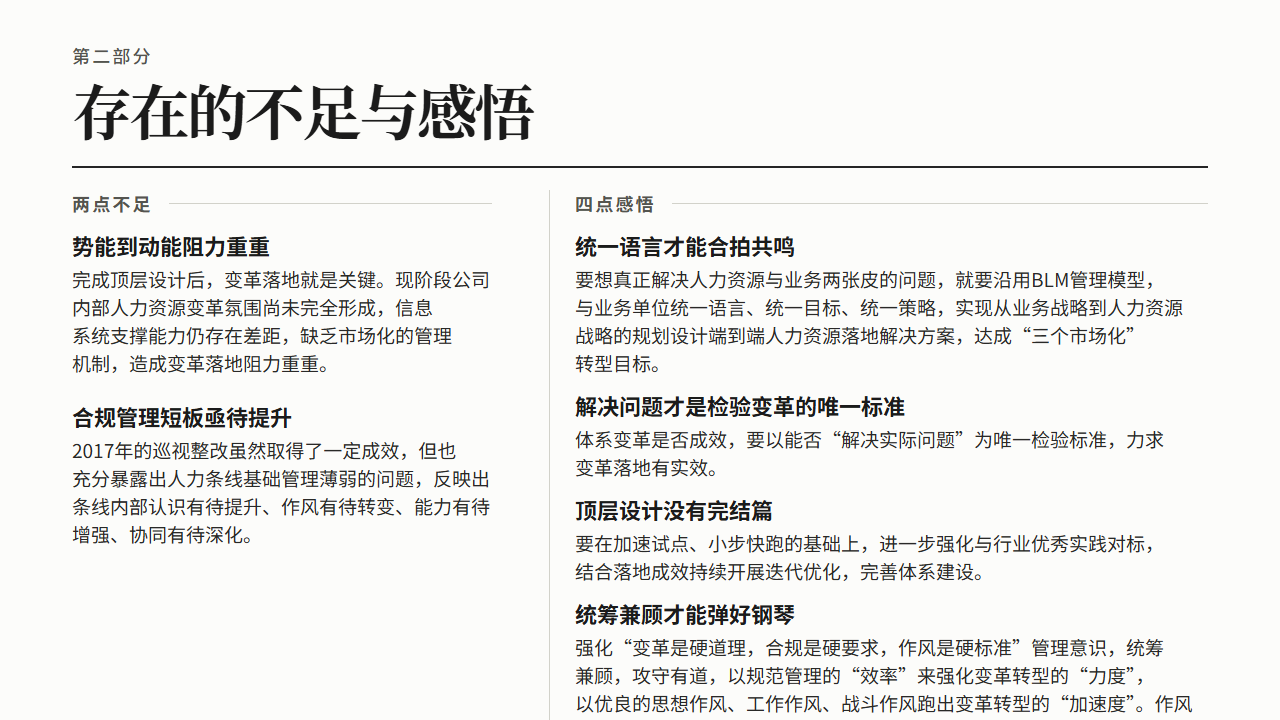 第二部分
存在的不足与感悟
两点不足
势能到动能阻力重重
完成顶层设计后，变革落地就是关键。现阶段公司
内部人力资源变革氛围尚未完全形成，信息
系统支撑能力仍存在差距，缺乏市场化的管理
机制，造成变革落地阻力重重。
合规管理短板亟待提升
2017年的巡视整改虽然取得了一定成效，但也
充分暴露出人力条线基础管理薄弱的问题，反映出
条线内部认识有待提升、作风有待转变、能力有待
增强、协同有待深化。
四点感悟
统一语言才能合拍共鸣
要想真正解决人力资源与业务两张皮的问题，就要沿用BLM管理模型，
与业务单位统一语言、统一目标、统一策略，实现从业务战略到人力资源
战略的规划设计端到端人力资源落地解决方案，达成“三个市场化”
转型目标。
解决问题才是检验变革的唯一标准
体系变革是否成效，要以能否“解决实际问题”为唯一检验标准，力求
变革落地有实效。
顶层设计没有完结篇
要在加速试点、小步快跑的基础上，进一步强化与行业优秀实践对标，
结合落地成效持续开展迭代优化，完善体系建设。
统筹兼顾才能弹好钢琴
强化“变革是硬道理，合规是硬要求，作风是硬标准”管理意识，统筹
兼顾，攻守有道，以规范管理的“效率”来强化变革转型的“力度”，
以优良的思想作风、工作作风、战斗作风跑出变革转型的“加速度”。作风